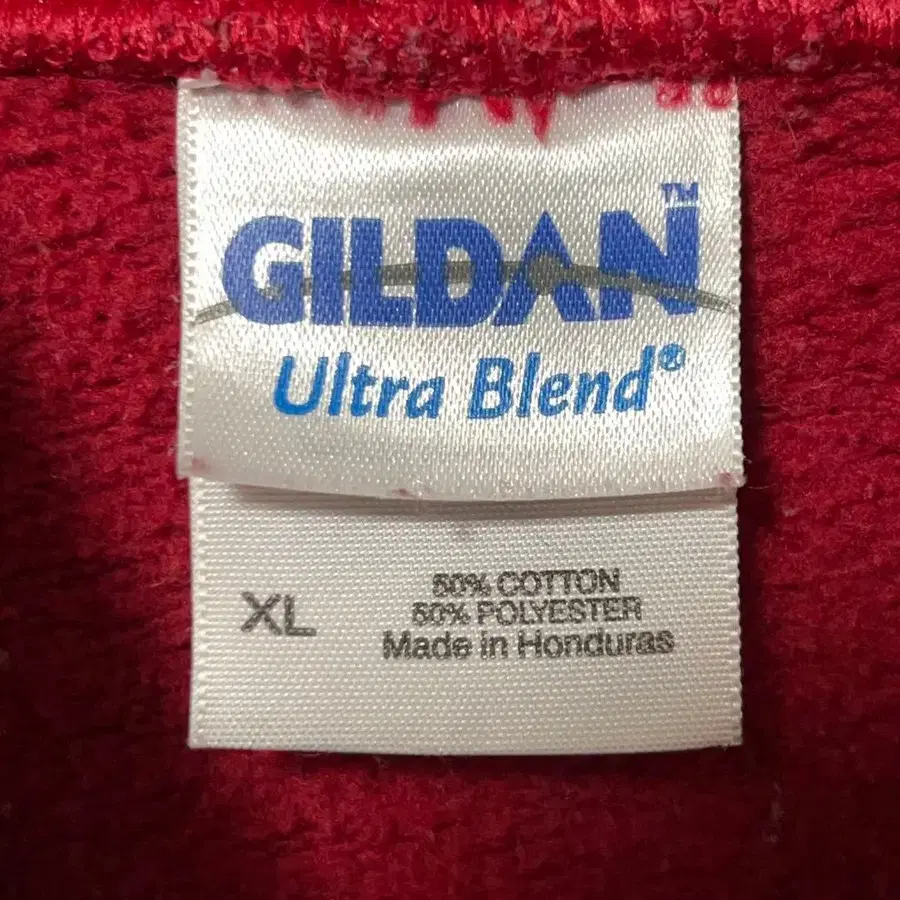 GILDAN™
Ultra Blend®
XL
50% COTTON
50% POLYESTER
Made in Honduras